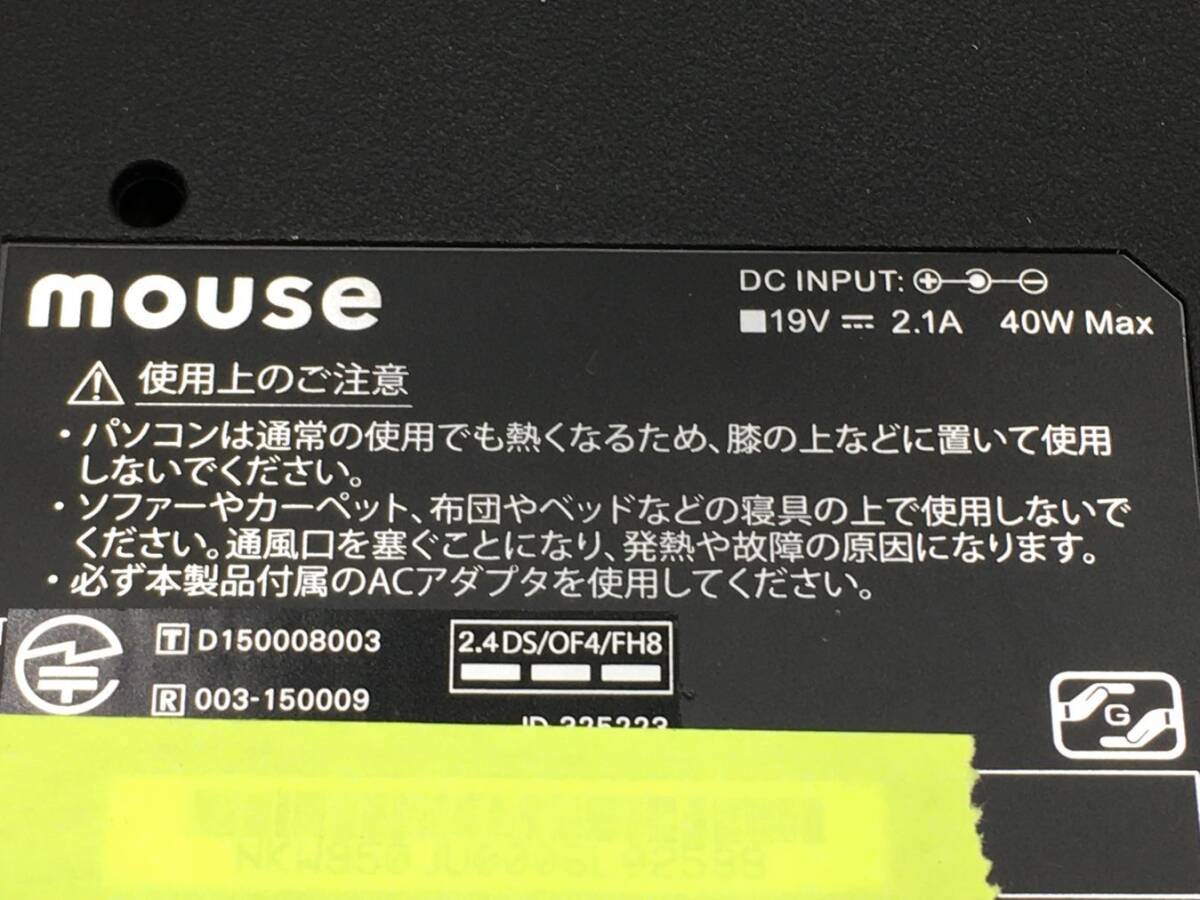 mouse
DC INPUT:
19V 2.1A 40W Max
使用上のご注意
・パソコンは通常の使用でも熱くなるため、膝の上などに置いて使用
しないでください。
・ソファーやカーペット、布団やベッドなどの寝具の上で使用しないで
ください。通風口を塞ぐことになり、発熱や故障の原因になります。
・必ず本製品付属のACアダプタを使用してください。
T D150008003
2.4DS/OF4/FH8
R 003-150009
G